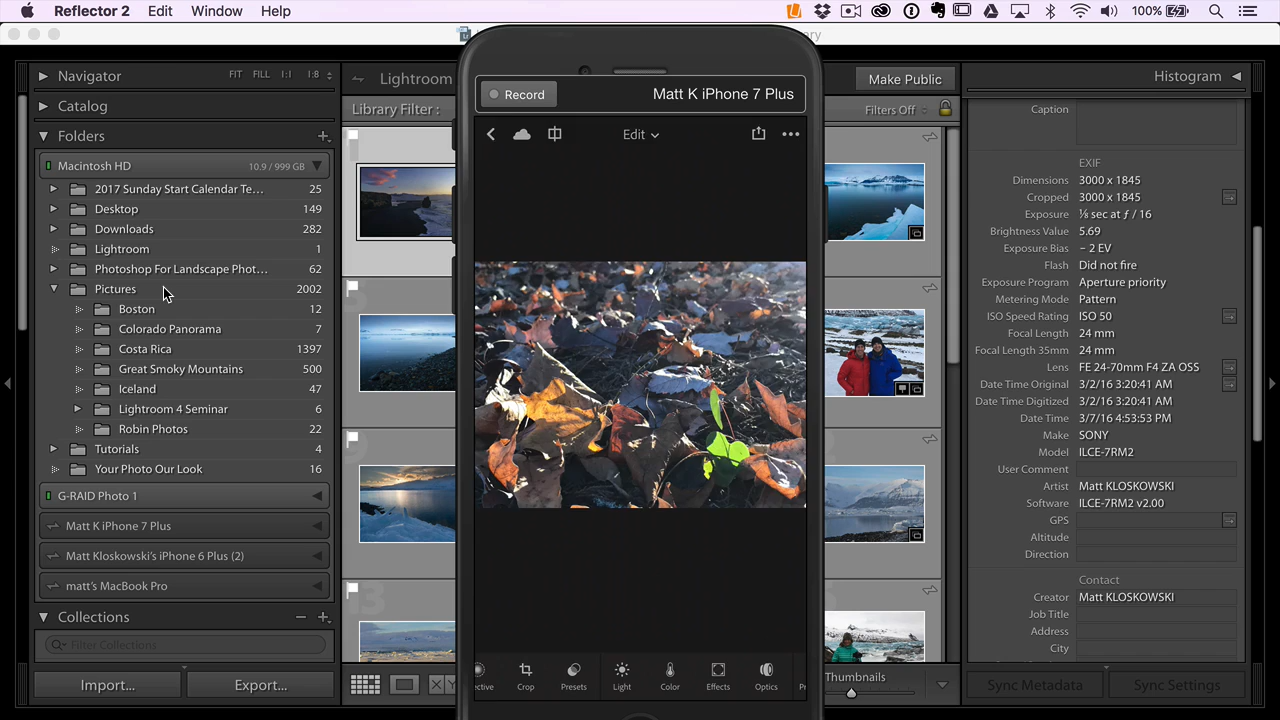 Reflector 2 Edit Window Help 100%
Navigator FIT FILL 1:1 1:8
Catalog
Folders
Macintosh HD 10.9 / 999 GB
2017 Sunday Start Calendar Te... 25
Desktop 149
Downloads 282
Lightroom 1
Photoshop For Landscape Phot... 62
Pictures 2002
Boston 12
Colorado Panorama 7
Costa Rica 1397
Great Smoky Mountains 500
Iceland 47
Lightroom 4 Seminar 6
Robin Photos 22
Tutorials 4
Your Photo Our Look 16
G-RAID Photo 1
Matt K iPhone 7 Plus
Matt Kloskowski's iPhone 6 Plus (2)
matt's MacBook Pro
Collections
Filter Collections
Import... Export...
Lightroom
Make Public
Library Filter :
Filters Off
Record Matt K iPhone 7 Plus
Edit
Crop Presets Light Color Effects Optics
Thumbnails
Histogram
Caption
EXIF
Dimensions 3000 x 1845
Cropped 3000 x 1845
Exposure ⅛ sec at ƒ / 16
Brightness Value 5.69
Exposure Bias − 2 EV
Flash Did not fire
Exposure Program Aperture priority
Metering Mode Pattern
ISO Speed Rating ISO 50
Focal Length 24 mm
Focal Length 35mm 24 mm
Lens FE 24-70mm F4 ZA OSS
Date Time Original 3/2/16 3:20:41 AM
Date Time Digitized 3/2/16 3:20:41 AM
Date Time 3/7/16 4:53:53 PM
Make SONY
Model ILCE-7RM2
User Comment
Artist Matt KLOSKOWSKI
Software ILCE-7RM2 v2.00
GPS
Altitude
Direction
Contact
Creator Matt KLOSKOWSKI
Job Title
Address
City
Sync Metadata Sync Settings